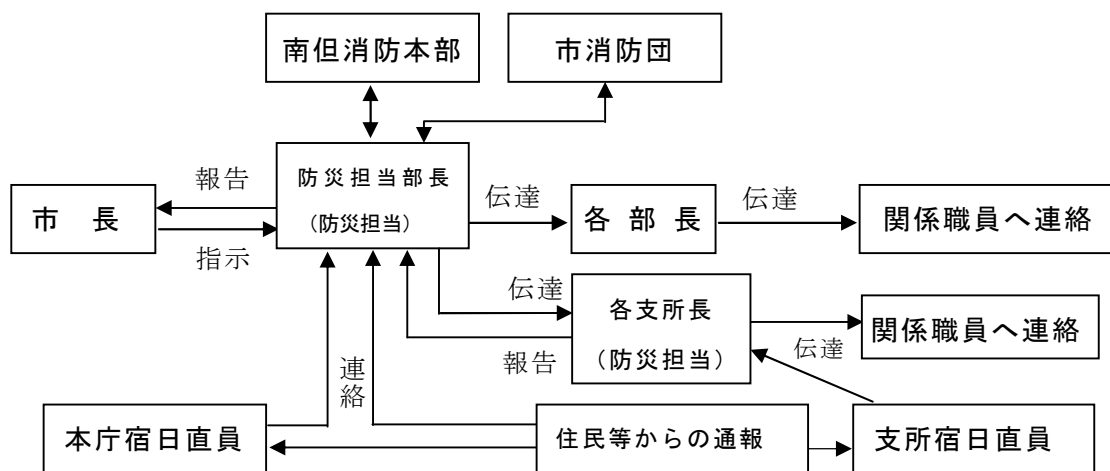 南但消防本部
市消防団
防災担当部長
(防災担当)
報告
市 長
指示
伝達
各 部 長
伝達
関係職員へ連絡
伝達
各支所長
(防災担当)
報告
関係職員へ連絡
伝達
連絡
本庁宿日直員
住民等からの通報
支所宿日直員